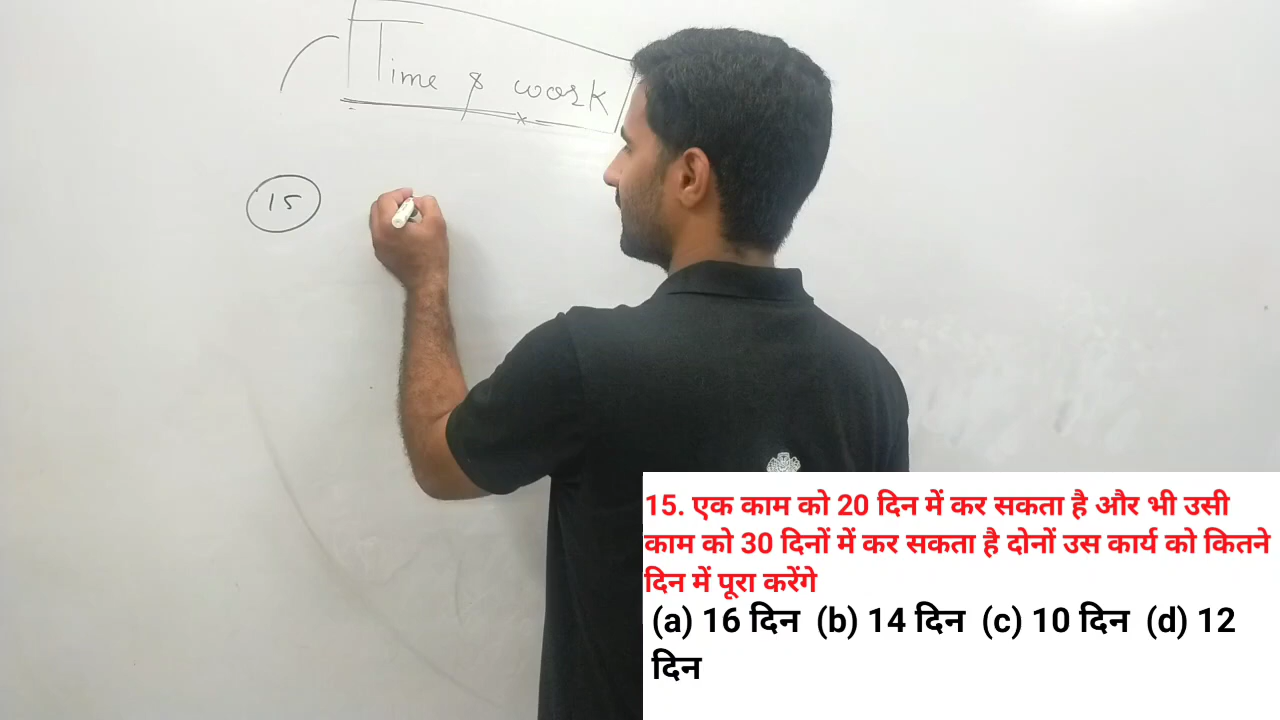 Time & work
15
15. एक काम को 20 दिन में कर सकता है और भी उसी
काम को 30 दिनों में कर सकता है दोनों उस कार्य को कितने
दिन में पूरा करेंगे
(a) 16 दिन (b) 14 दिन (c) 10 दिन (d) 12
दिन